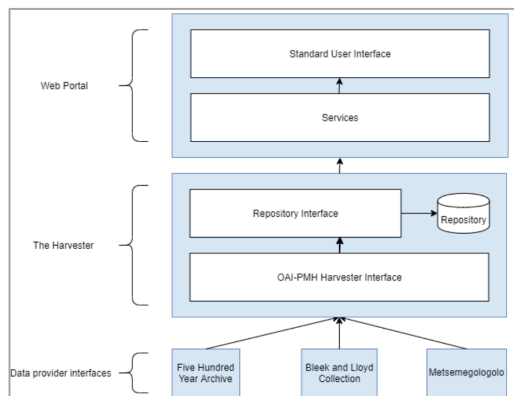 Web Portal
Standard User Interface
Services
The Harvester
Repository Interface
Repository
OAI-PMH Harvester Interface
Data provider interfaces
Five Hundred
Year Archive
Bleek and Lloyd
Collection
Metsemegologolo